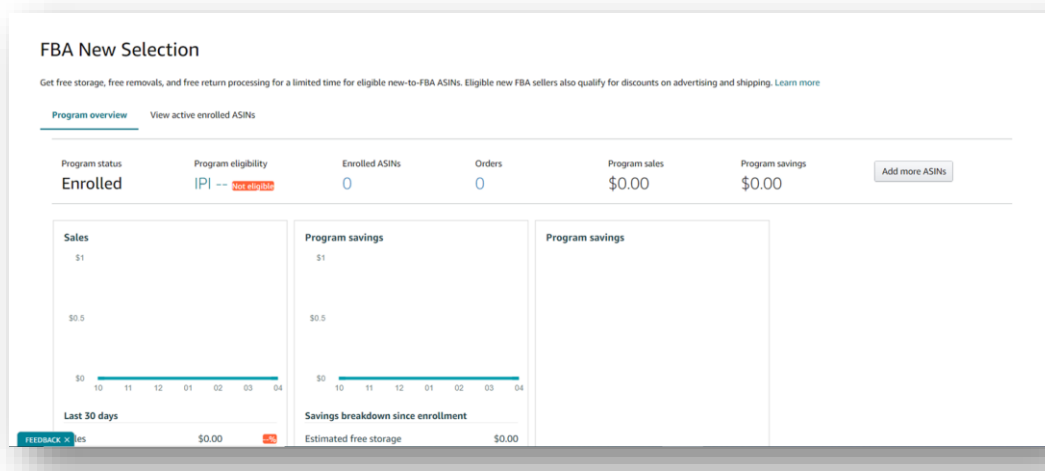 FBA New Selection
Get free storage, free removals, and free return processing for a limited time for eligible new-to-FBA ASINs. Eligible new FBA sellers also qualify for discounts on advertising and shipping. Learn more
Program overview View active enrolled ASINs
Program status Program eligibility Enrolled ASINs Orders Program sales Program savings
Enrolled IPI -- Not eligible 0 0 $0.00 $0.00 Add more ASINs
Sales Program savings Program savings
$1 $1
$0.5 $0.5
$0 $0
10 11 12 01 02 03 04 10 11 12 01 02 03 04
Last 30 days Savings breakdown since enrollment
FEEDBACK X les $0.00 --% Estimated free storage $0.00